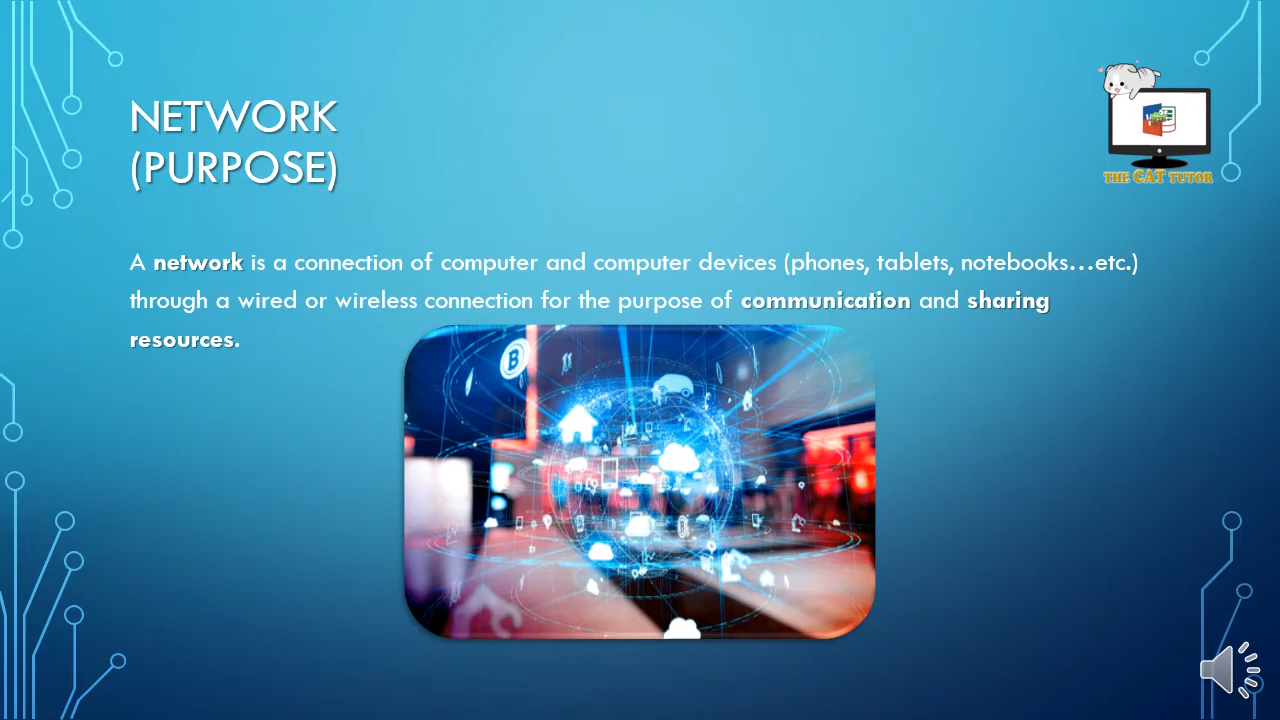 NETWORK
(PURPOSE)
THE CAT TUTOR
A network is a connection of computer and computer devices (phones, tablets, notebooks...etc.)
through a wired or wireless connection for the purpose of communication and sharing
resources.